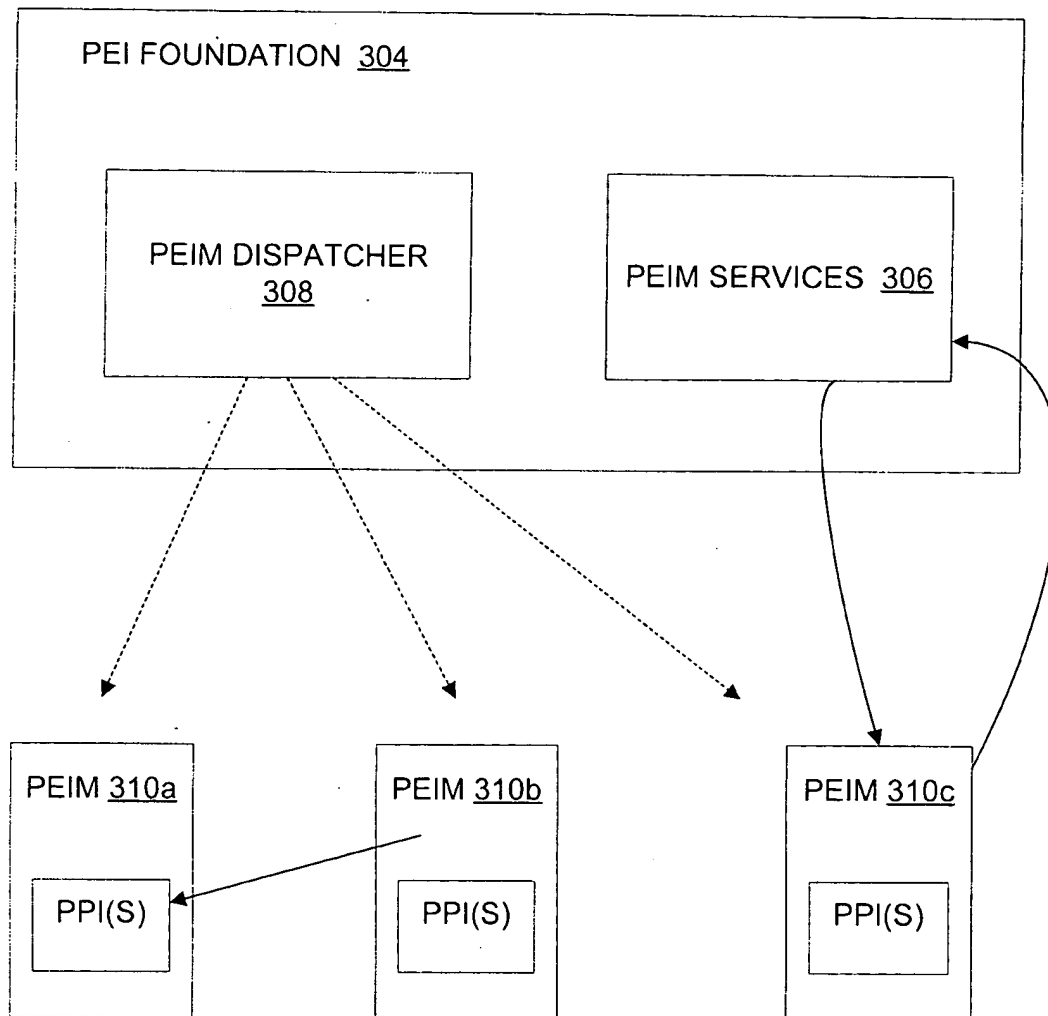 PEI FOUNDATION 304
PEIM DISPATCHER
308
PEIM SERVICES 306
PEIM 310a
PPI(S)
PEIM 310b
PPI(S)
PEIM 310c
PPI(S)